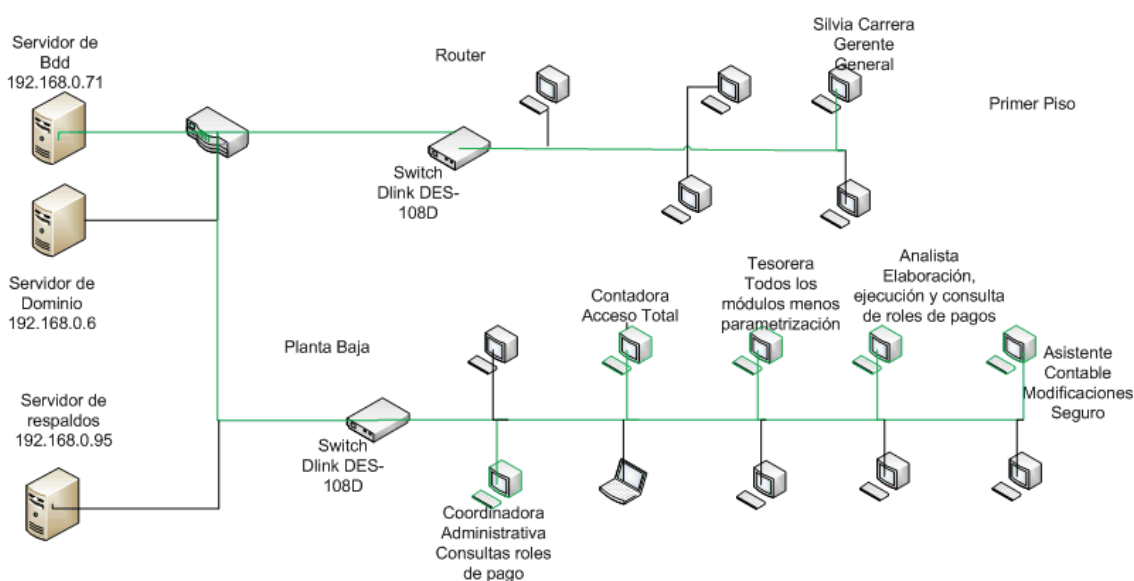 Servidor de
Bdd
192.168.0.71
Router
Silvia Carrera
Gerente
General
Primer Piso
Switch
Dlink DES-
108D
Servidor de
Dominio
192.168.0.6
Planta Baja
Contadora
Acceso Total
Tesorera
Todos los
módulos menos
parametrización
Analista
Elaboración,
ejecución y consulta
de roles de pagos
Asistente
Contable
Modificaciones
Seguro
Servidor de
respaldos
192.168.0.95
Switch
Dlink DES-
108D
Coordinadora
Administrativa
Consultas roles
de pago